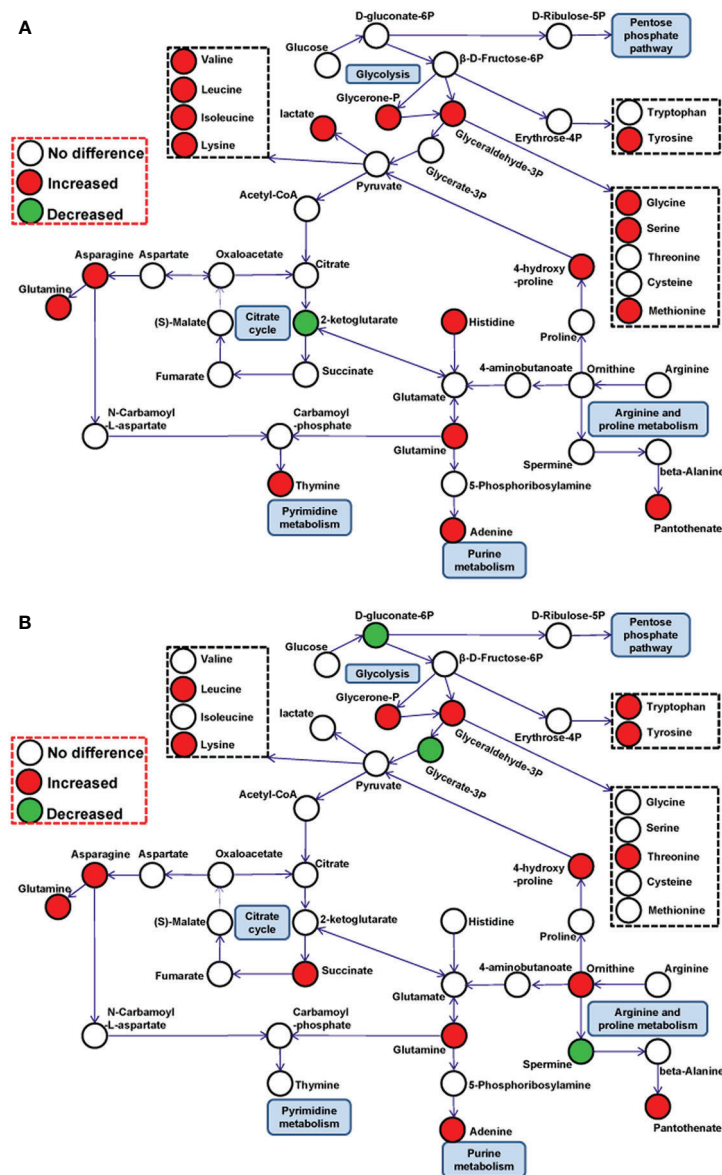 A
D-gluconate-6P
D-Ribulose-5P
Pentose
phosphate
pathway
Glucose
β-D-Fructose-6P
Glycolysis
Valine
Leucine
Isoleucine
Lysine
lactate
Glycerone-P
Glyceraldehyde-3P
Erythrose-4P
Tryptophan
Tyrosine
No difference
Increased
Decreased
Glycerate-3P
Pyruvate
Acetyl-CoA
Glycine
Serine
Threonine
Cysteine
Methionine
Asparagine
Aspartate
Oxaloacetate
Citrate
4-hydroxy
-proline
Glutamine
(S)-Malate
Citrate
cycle
2-ketoglutarate
Histidine
Proline
Fumarate
Succinate
4-aminobutanoate
Ornithine
Arginine
Glutamate
N-Carbamoyl
-L-aspartate
Carbamoyl
-phosphate
Arginine and
proline metabolism
Glutamine
Spermine
beta-Alanine
Thymine
5-Phosphoribosylamine
Pyrimidine
metabolism
Adenine
Pantothenate
Purine
metabolism
B
D-gluconate-6P
D-Ribulose-5P
Pentose
phosphate
pathway
Glucose
β-D-Fructose-6P
Glycolysis
Valine
Leucine
Isoleucine
Lysine
lactate
Glycerone-P
Glyceraldehyde-3P
Erythrose-4P
Tryptophan
Tyrosine
No difference
Increased
Decreased
Glycerate-3P
Pyruvate
Acetyl-CoA
Glycine
Serine
Threonine
Cysteine
Methionine
Asparagine
Aspartate
Oxaloacetate
Citrate
4-hydroxy
-proline
Glutamine
(S)-Malate
Citrate
cycle
2-ketoglutarate
Histidine
Proline
Fumarate
Succinate
4-aminobutanoate
Ornithine
Arginine
Glutamate
N-Carbamoyl
-L-aspartate
Carbamoyl
-phosphate
Arginine and
proline metabolism
Glutamine
Spermine
beta-Alanine
Thymine
5-Phosphoribosylamine
Pyrimidine
metabolism
Adenine
Pantothenate
Purine
metabolism